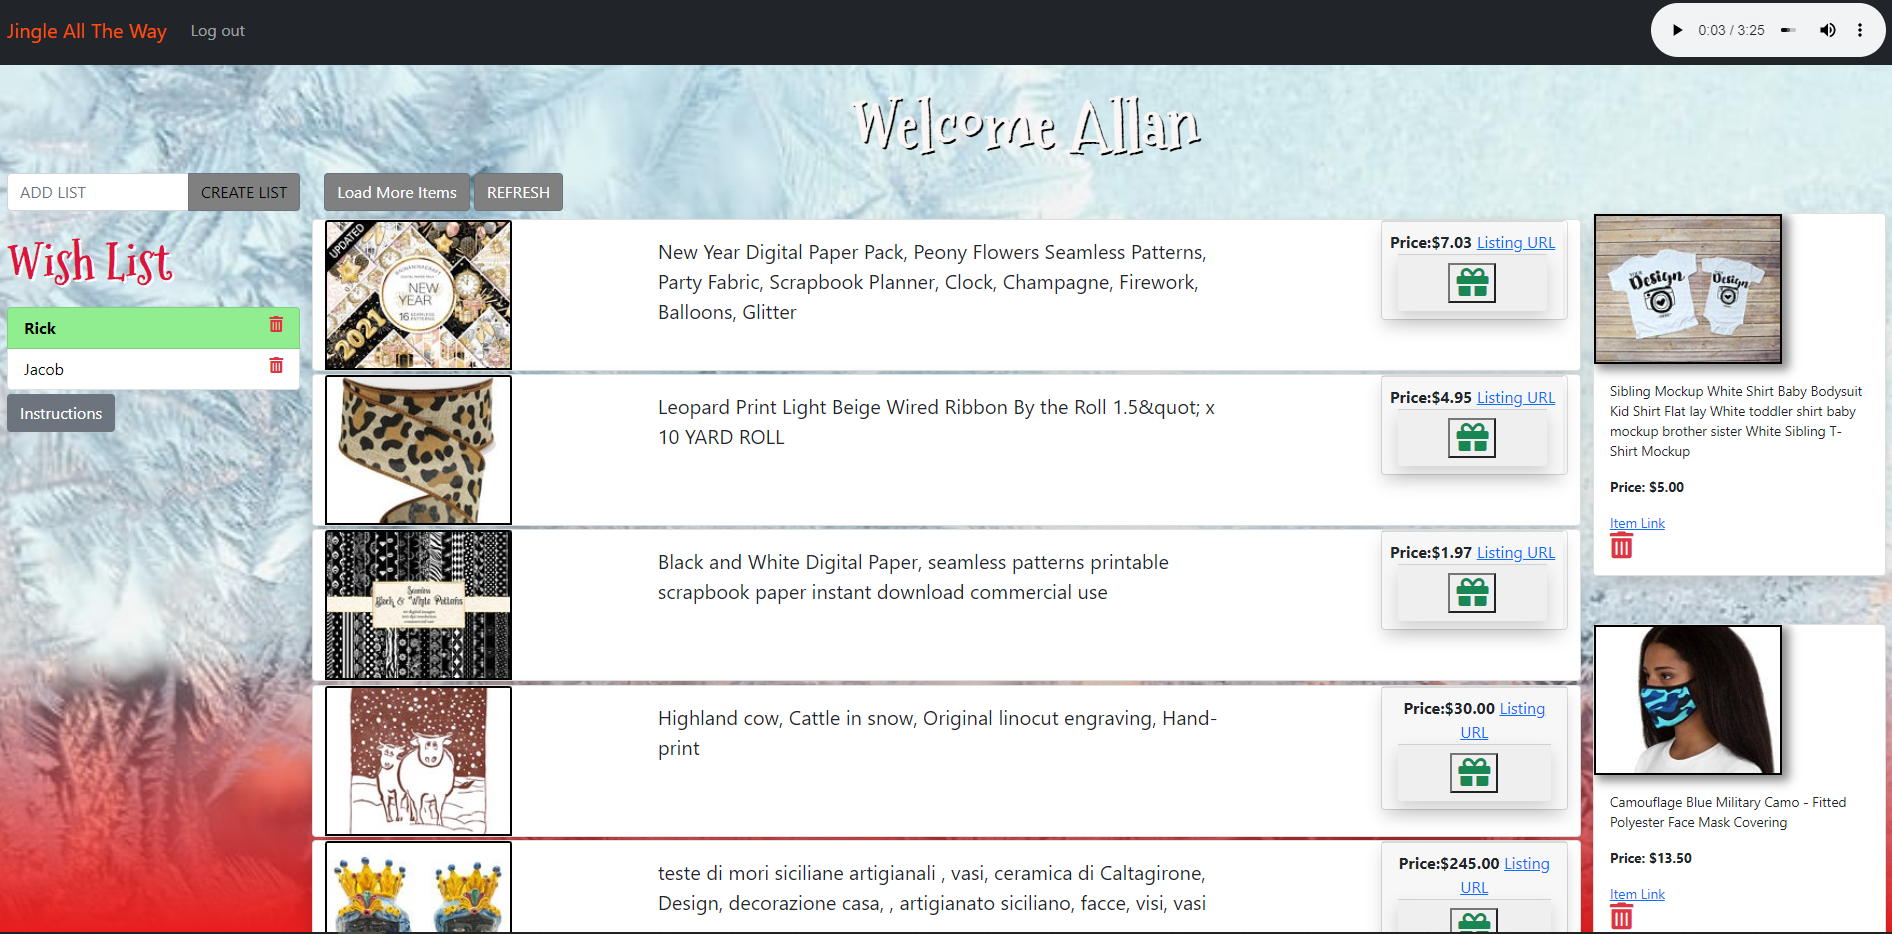 Jingle All The Way
Log out
0:03 / 3:25
Welcome Allan
ADD LIST
CREATE LIST
Wish List
Rick
Jacob
Instructions
Load More Items
REFRESH
UPDATED
NEW
YEAR
16
2021
New Year Digital Paper Pack, Peony Flowers Seamless Patterns,
Party Fabric, Scrapbook Planner, Clock, Champagne, Firework,
Balloons, Glitter
Price:$7.03 Listing URL
Leopard Print Light Beige Wired Ribbon By the Roll 1.5&quot; x
10 YARD ROLL
Price:$4.95 Listing URL
Seamless
Black & White Patterns
Black and White Digital Paper, seamless patterns printable
scrapbook paper instant download commercial use
Price:$1.97 Listing URL
Highland cow, Cattle in snow, Original linocut engraving, Hand-
print
Price:$30.00 Listing
URL
teste di mori siciliane artigianali , vasi, ceramica di Caltagirone,
Design, decorazione casa, , artigianato siciliano, facce, visi, vasi
Price:$245.00 Listing
URL
Design
Design
Sibling Mockup White Shirt Baby Bodysuit
Kid Shirt Flat lay White toddler shirt baby
mockup brother sister White Sibling T-
Shirt Mockup
Price: $5.00
Item Link
Camouflage Blue Military Camo - Fitted
Polyester Face Mask Covering
Price: $13.50
Item Link